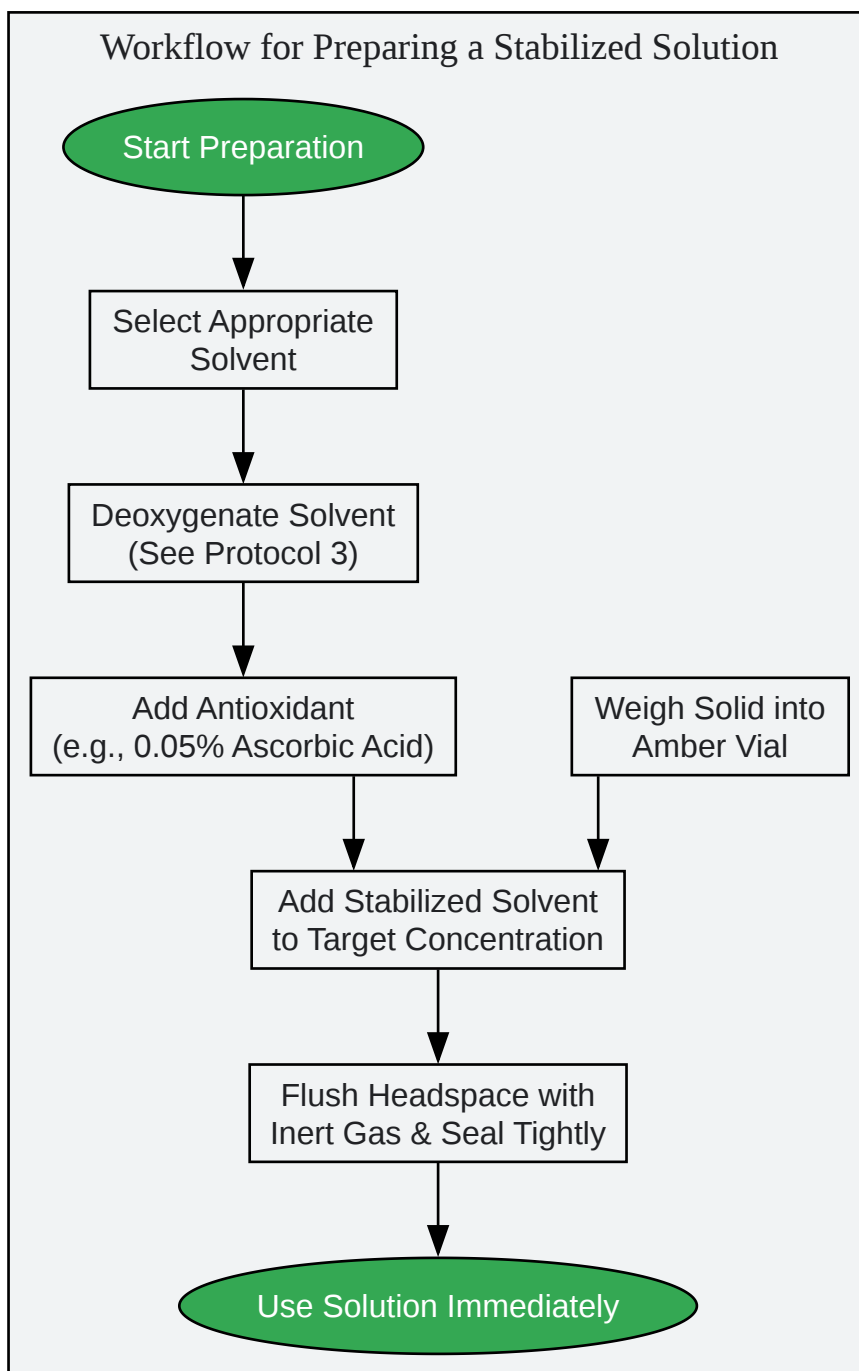 Workflow for Preparing a Stabilized Solution
Start Preparation
Select Appropriate
Solvent
Deoxygenate Solvent
(See Protocol 3)
Add Antioxidant
(e.g., 0.05% Ascorbic Acid)
Weigh Solid into
Amber Vial
Add Stabilized Solvent
to Target Concentration
Flush Headspace with
Inert Gas & Seal Tightly
Use Solution Immediately